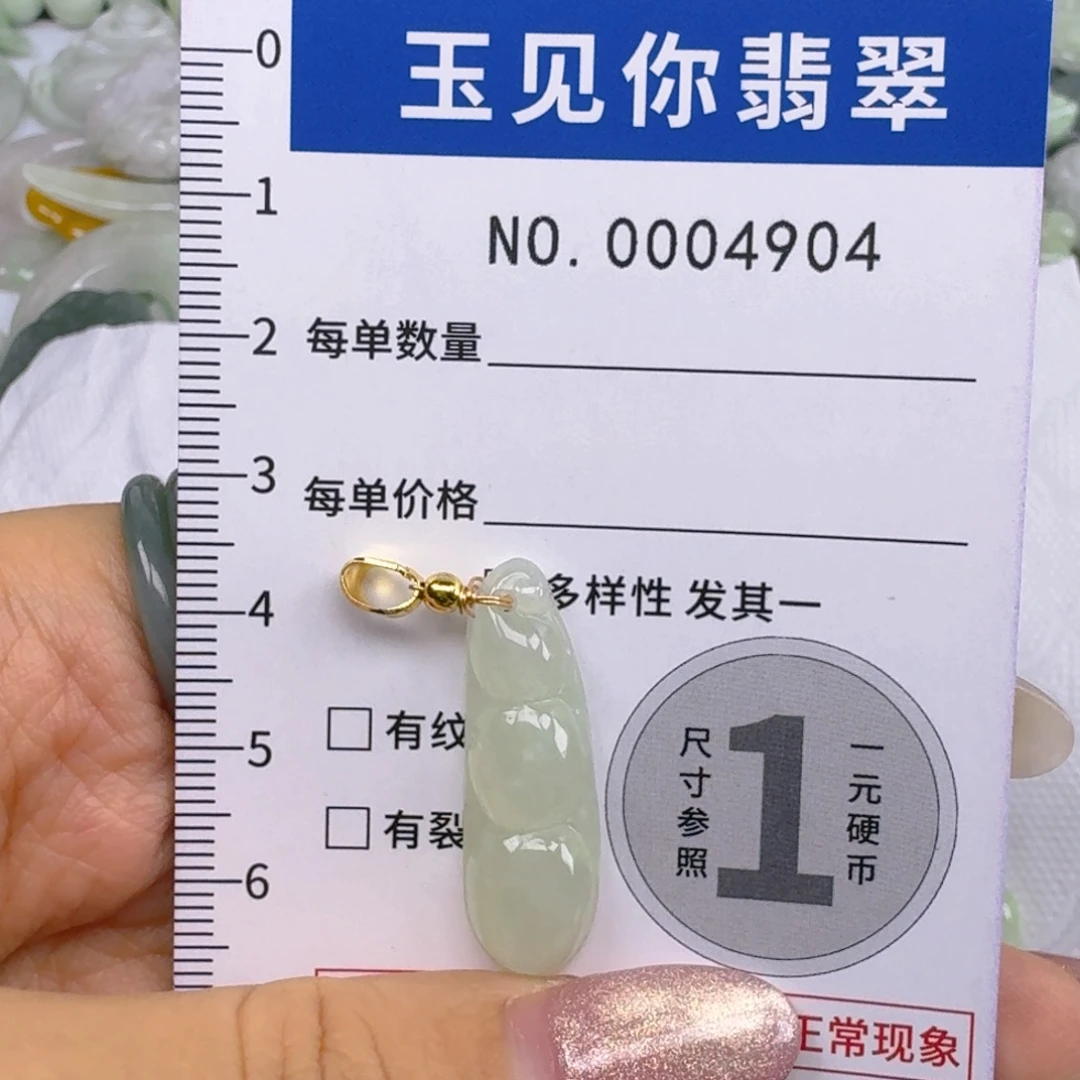 玉见你翡翠
NO. 0004904
每单数量
每单价格
多样性 发其一
□ 有纹
□ 有裂
尺寸参照
1
一元硬币
正常现象
0
1
2
3
4
5
6